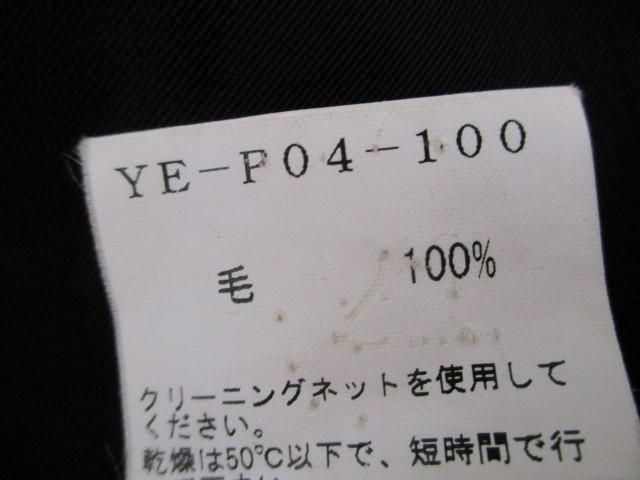 YE-P04-100
毛 100%
クリーニングネットを使用して
ください。
乾燥は50℃以下で、短時間で行